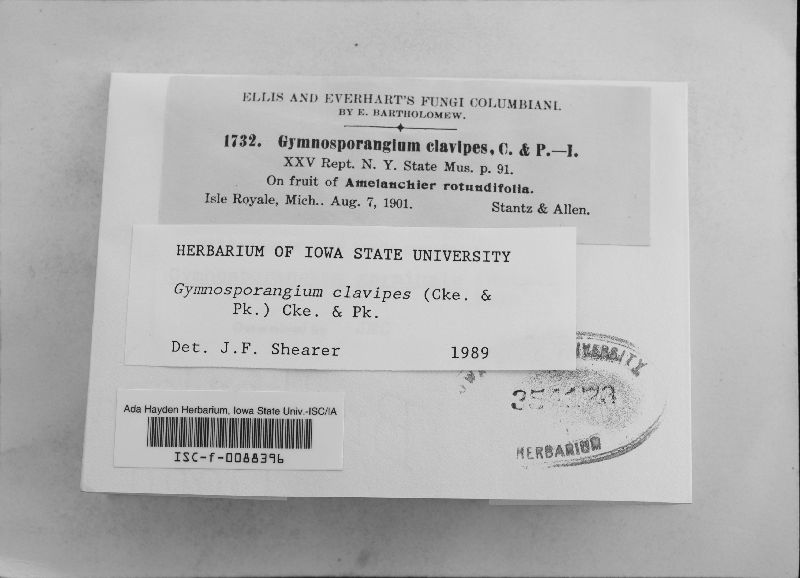 ELLIS AND EVERHART'S FUNGI COLUMBIANI.
BY E. BARTHOLOMEW.
1732. Gymnosporangium clavipes, C. & P.—I.
XXV Rept. N. Y. State Mus. p. 91.
On fruit of Amelanchier rotundifolia.
Isle Royale, Mich.. Aug. 7, 1901. Stantz & Allen.
HERBARIUM OF IOWA STATE UNIVERSITY
Gymnosporangium clavipes (Cke. &
Pk.) Cke. & Pk.
Det. J.F. Shearer 1989
Ada Hayden Herbarium, Iowa State Univ.-ISC/IA
ISC-f-0088396
HERBARIUM